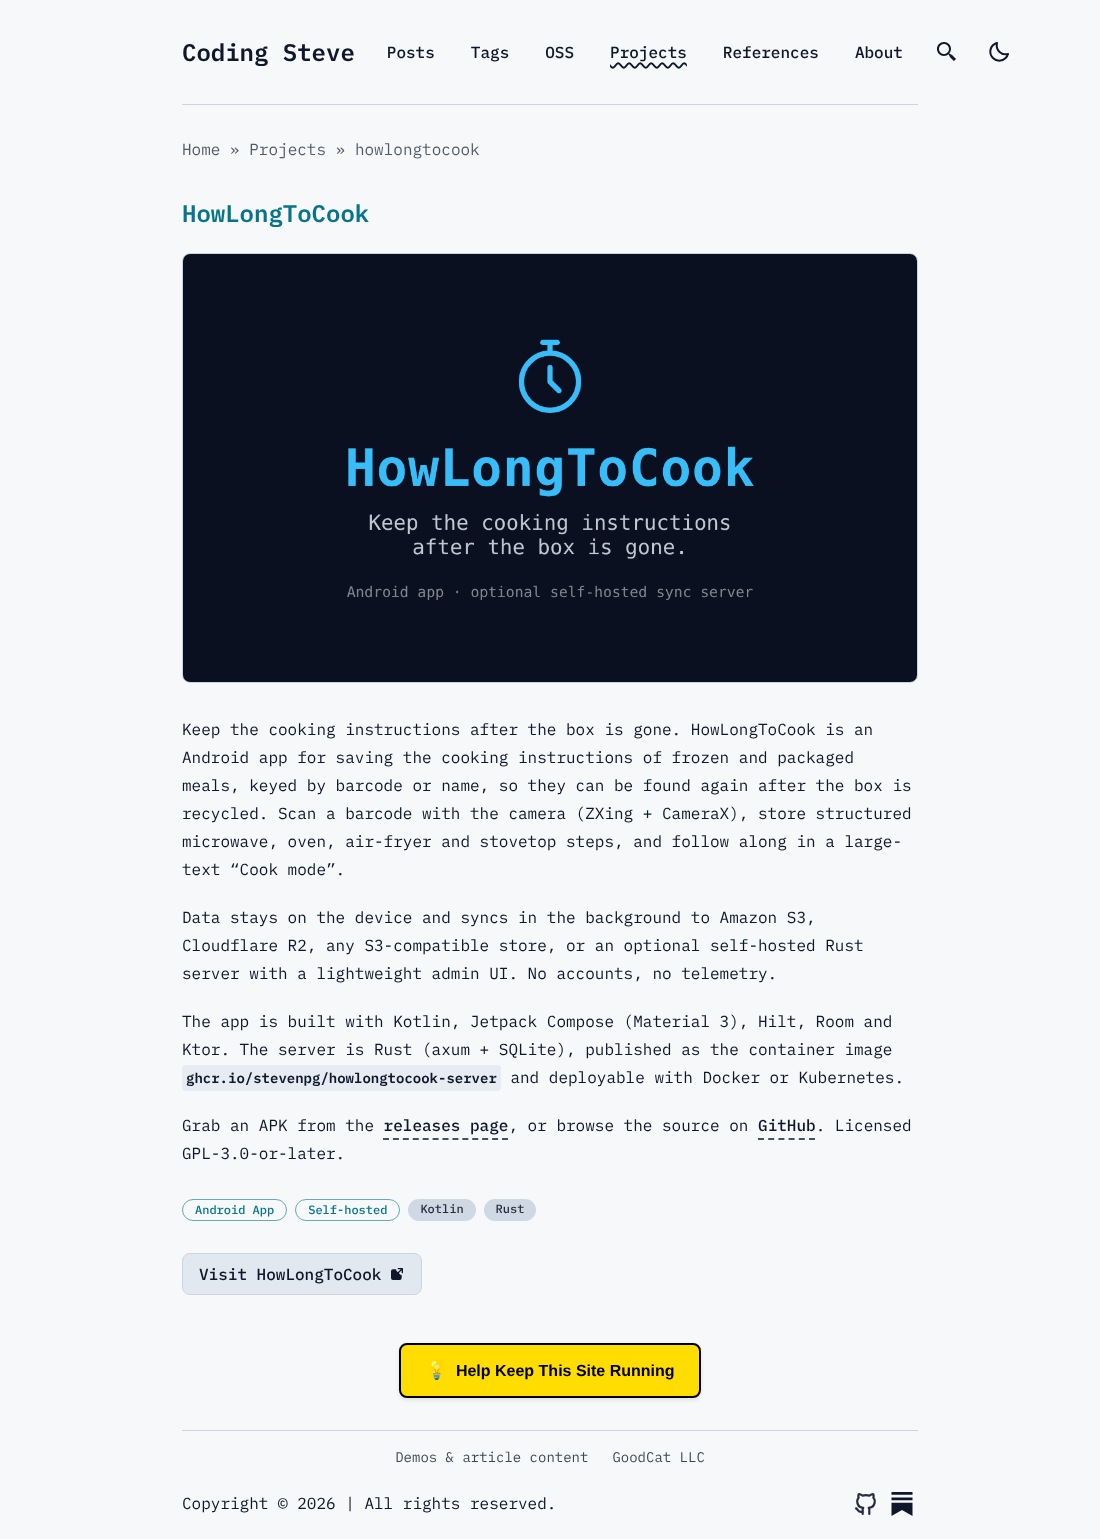 Coding Steve Posts Tags OSS Projects References About
Home » Projects » howlongtocook
HowLongToCook
HowLongToCook
Keep the cooking instructions
after the box is gone.
Android app · optional self-hosted sync server
Keep the cooking instructions after the box is gone. HowLongToCook is an
Android app for saving the cooking instructions of frozen and packaged
meals, keyed by barcode or name, so they can be found again after the box is
recycled. Scan a barcode with the camera (ZXing + CameraX), store structured
microwave, oven, air-fryer and stovetop steps, and follow along in a large-
text “Cook mode”.
Data stays on the device and syncs in the background to Amazon S3,
Cloudflare R2, any S3-compatible store, or an optional self-hosted Rust
server with a lightweight admin UI. No accounts, no telemetry.
The app is built with Kotlin, Jetpack Compose (Material 3), Hilt, Room and
Ktor. The server is Rust (axum + SQLite), published as the container image
ghcr.io/stevenpg/howlongtocook-server and deployable with Docker or Kubernetes.
Grab an APK from the releases page, or browse the source on GitHub. Licensed
GPL-3.0-or-later.
Android App Self-hosted Kotlin Rust
Visit HowLongToCook
Help Keep This Site Running
Demos & article content GoodCat LLC
Copyright © 2026 | All rights reserved.